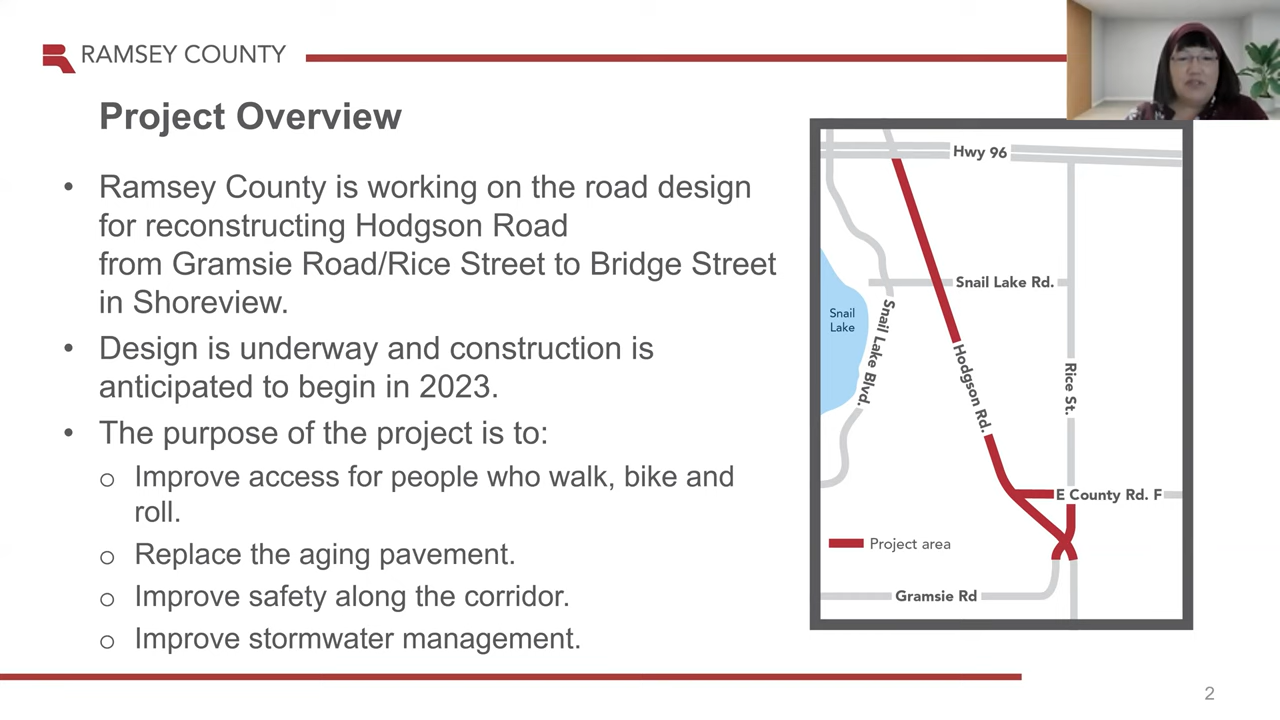 RAMSEY COUNTY
Project Overview
• Ramsey County is working on the road design
for reconstructing Hodgson Road
from Gramsie Road/Rice Street to Bridge Street
in Shoreview.
• Design is underway and construction is
anticipated to begin in 2023.
• The purpose of the project is to:
o Improve access for people who walk, bike and
roll.
o Replace the aging pavement.
o Improve safety along the corridor.
o Improve stormwater management.
Hwy 96
Snail Lake Rd.
Snail
Lake
Snail Lake Blvd.
Hodgson Rd.
Rice St.
E County Rd. F
Project area
Gramsie Rd
2